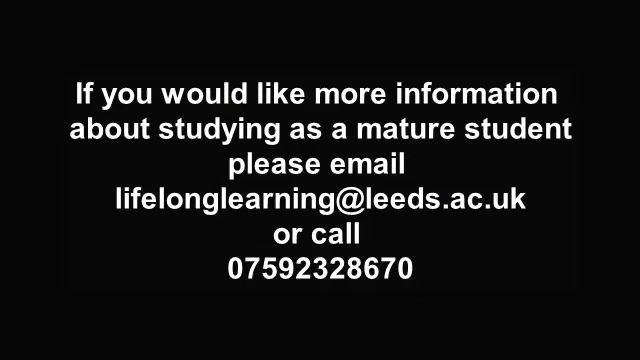 If you would like more information
about studying as a mature student
please email
lifelonglearning@leeds.ac.uk
or call
07592328670